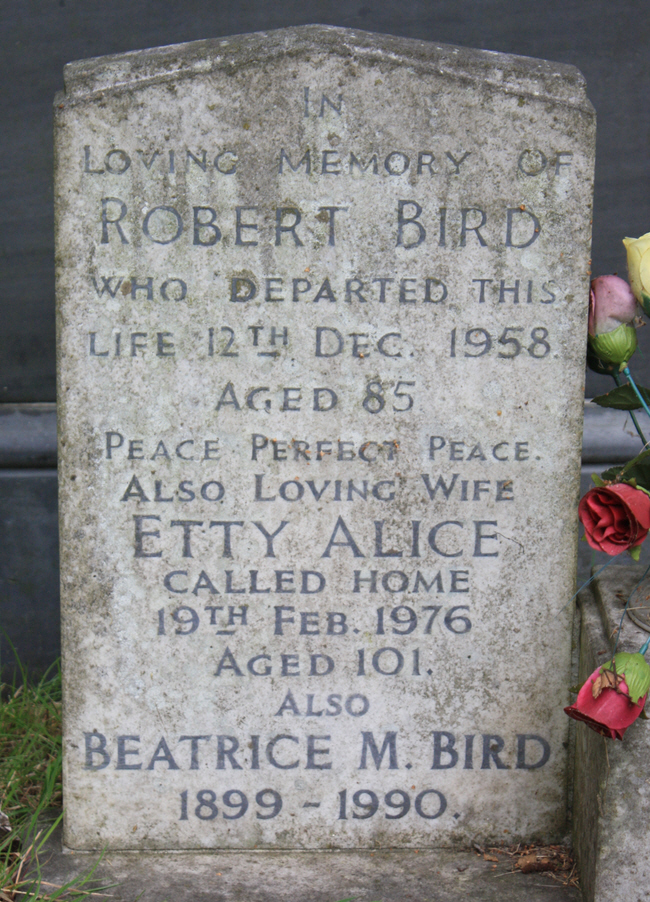 IN
LOVING MEMORY OF
ROBERT BIRD
WHO DEPARTED THIS
LIFE 12TH DEC. 1958.
AGED 85
PEACE PERFECT PEACE.
ALSO LOVING WIFE
ETTY ALICE
CALLED HOME
19TH FEB. 1976
AGED 101.
ALSO
BEATRICE M. BIRD
1899 - 1990.